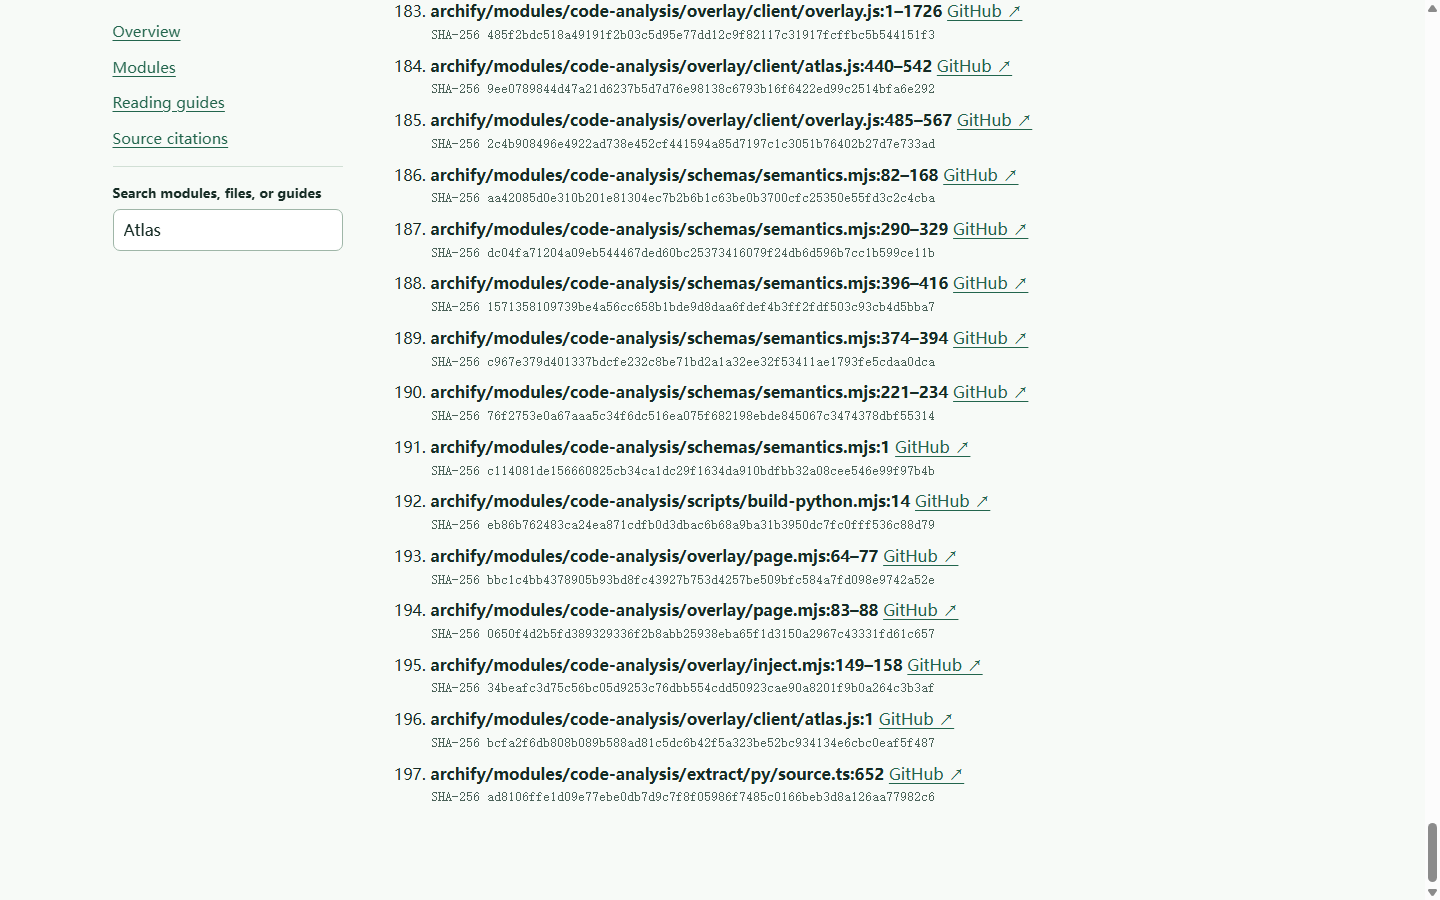 Overview
Modules
Reading guides
Source citations
Search modules, files, or guides
Atlas
183. archify/modules/code-analysis/overlay/client/overlay.js:1–1726 GitHub ↗
SHA-256 485f2bdc518a49191f2b03c5d95e77dd12c9f82117c31917fcffbc5b544151f3
184. archify/modules/code-analysis/overlay/client/atlas.js:440–542 GitHub ↗
SHA-256 9ee0789844d47a21d6237b5d7d76e98138c6793b16f6422ed99c2514bfa6e292
185. archify/modules/code-analysis/overlay/client/overlay.js:485–567 GitHub ↗
SHA-256 2c4b908496e4922ad738e452cf441594a85d7197c1c3051b76402b27d7e733ad
186. archify/modules/code-analysis/schemas/semantics.mjs:82–168 GitHub ↗
SHA-256 aa42085d0e310b201e81304ec7b2b6b1c63be0b3700cfc25350e55fd3c2c4cba
187. archify/modules/code-analysis/schemas/semantics.mjs:290–329 GitHub ↗
SHA-256 dc04fa71204a09eb544467ded60bc25373416079f24db6d596b7cc1b599ce11b
188. archify/modules/code-analysis/schemas/semantics.mjs:396–416 GitHub ↗
SHA-256 1571358109739be4a56cc658b1bde9d8daa6fdef4b3ff2fdf503c93cb4d5bba7
189. archify/modules/code-analysis/schemas/semantics.mjs:374–394 GitHub ↗
SHA-256 c967e379d401337bdcfe232c8be71bd2a1a32ee32f53411ae1793fe5cdaa0dca
190. archify/modules/code-analysis/schemas/semantics.mjs:221–234 GitHub ↗
SHA-256 76f2753e0a67aaa5c34f6dc516ea075f682198ebde845067c3474378dbf55314
191. archify/modules/code-analysis/schemas/semantics.mjs:1 GitHub ↗
SHA-256 c114081de156660825cb34ca1dc29f1634da910bdfbb32a08cee546e99f97b4b
192. archify/modules/code-analysis/scripts/build-python.mjs:14 GitHub ↗
SHA-256 eb86b762483ca24ea871cdfb0d3dbac6b68a9ba31b3950dc7fc0fff536c88d79
193. archify/modules/code-analysis/overlay/page.mjs:64–77 GitHub ↗
SHA-256 bbc1c4bb4378905b93bd8fc43927b753d4257be509bfc584a7fd098e9742a52e
194. archify/modules/code-analysis/overlay/page.mjs:83–88 GitHub ↗
SHA-256 0650f4d2b5fd389329336f2b8abb25938eba65f1d3150a2967c43331fd61c657
195. archify/modules/code-analysis/overlay/inject.mjs:149–158 GitHub ↗
SHA-256 34beafc3d75c56bc05d9253c76dbb554cdd50923cae90a8201f9b0a264c3b3af
196. archify/modules/code-analysis/overlay/client/atlas.js:1 GitHub ↗
SHA-256 bcfa2f6db808b089b588ad81c5dc6b42f5a323be52bc934134e6cbc0eaf5f487
197. archify/modules/code-analysis/extract/py/source.ts:652 GitHub ↗
SHA-256 ad8106ffe1d09e77ebe0db7d9c7f8f05986f7485c0166beb3d8a126aa77982c6